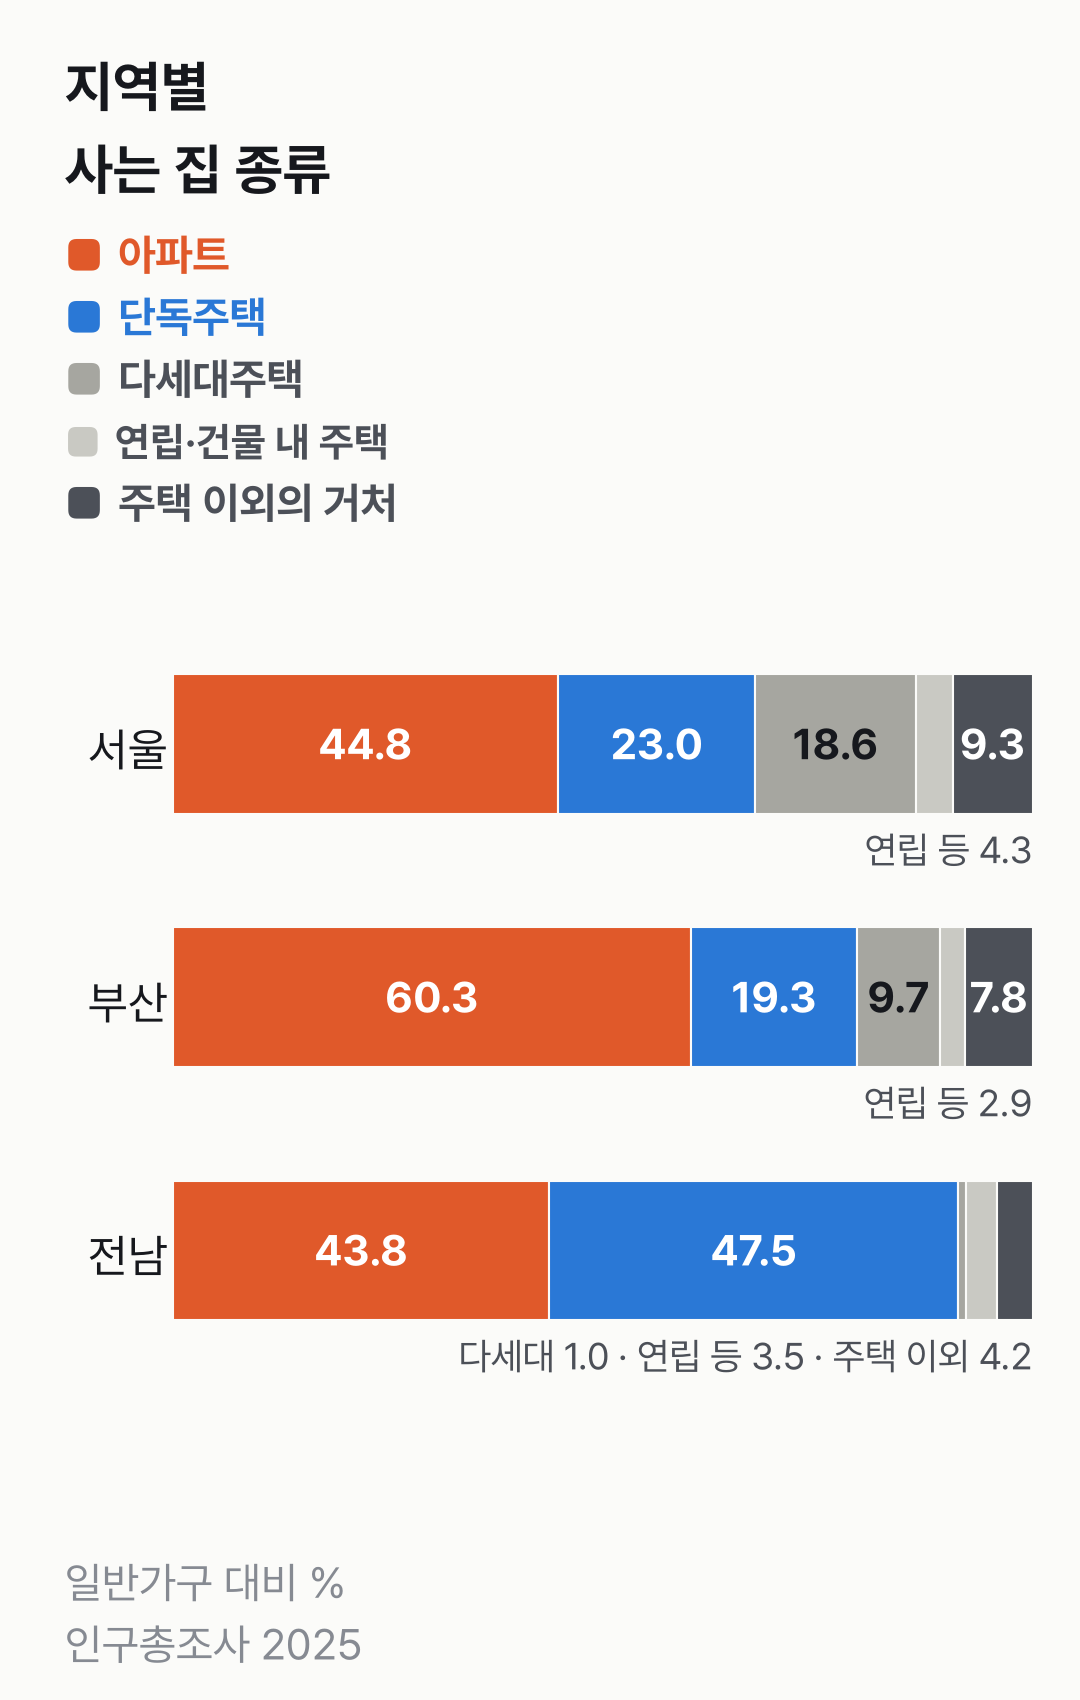 지역별
사는 집 종류
아파트
단독주택
다세대주택
연립·건물 내 주택
주택 이외의 거처
서울 44.8 23.0 18.6 9.3
연립 등 4.3
부산 60.3 19.3 9.7 7.8
연립 등 2.9
전남 43.8 47.5
다세대 1.0 · 연립 등 3.5 · 주택 이외 4.2
일반가구 대비 %
인구총조사 2025